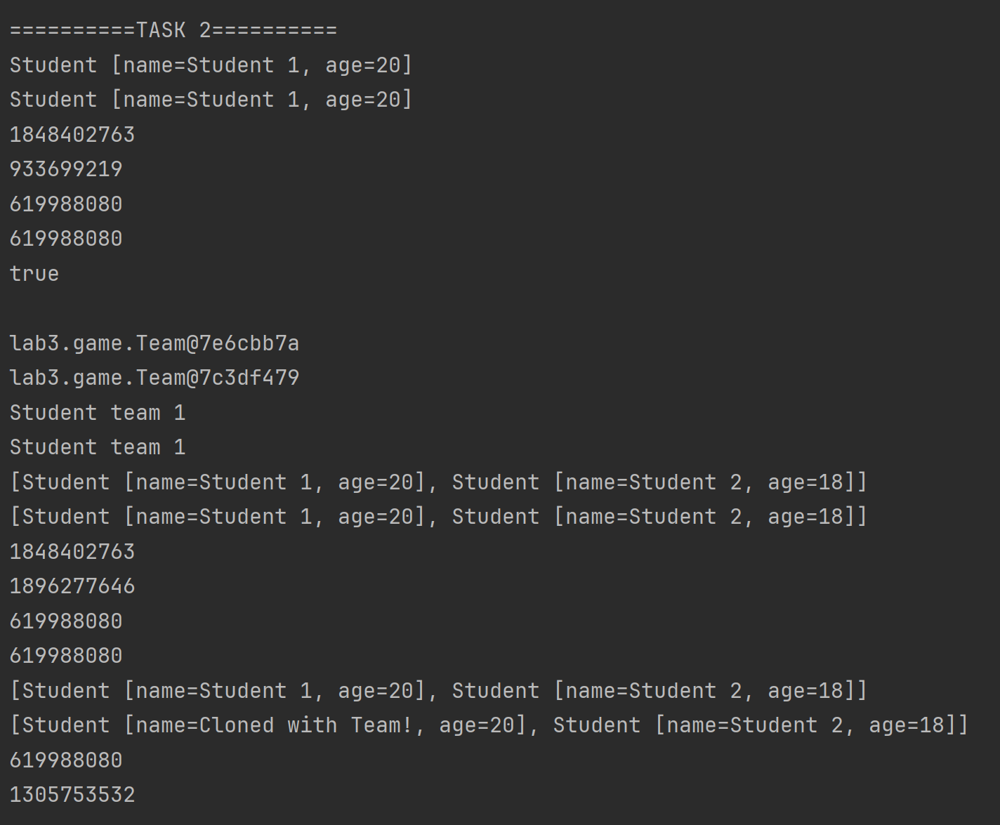 ==========TASK 2==========
Student [name=Student 1, age=20]
Student [name=Student 1, age=20]
1848402763
933699219
619988080
619988080
true
lab3.game.Team@7e6cbb7a
lab3.game.Team@7c3df479
Student team 1
Student team 1
[Student [name=Student 1, age=20], Student [name=Student 2, age=18]]
[Student [name=Student 1, age=20], Student [name=Student 2, age=18]]
1848402763
1896277646
619988080
619988080
[Student [name=Student 1, age=20], Student [name=Student 2, age=18]]
[Student [name=Cloned with Team!, age=20], Student [name=Student 2, age=18]]
619988080
1305753532